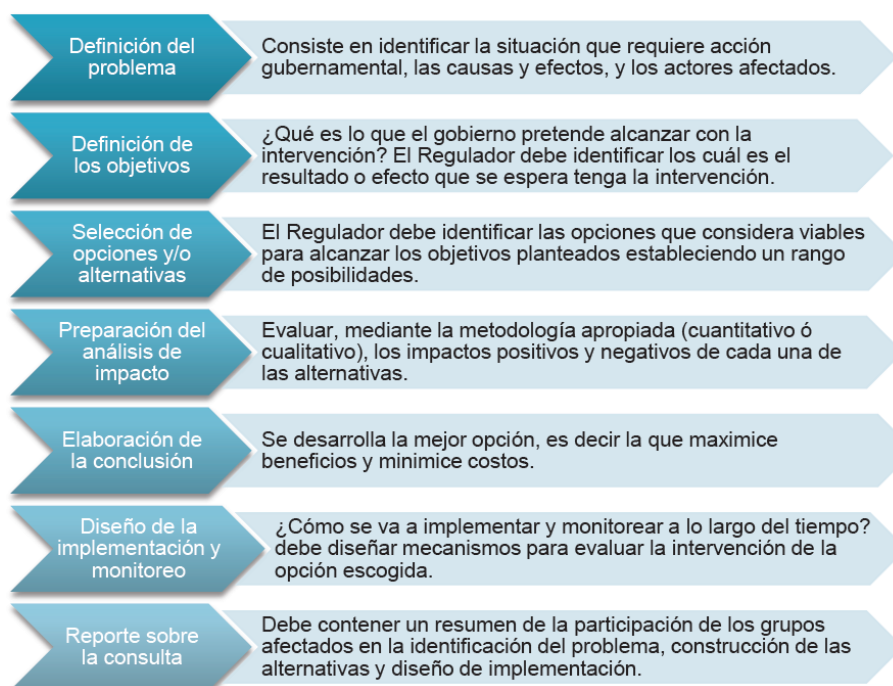 Definición del
problema
Consiste en identificar la situación que requiere acción
gubernamental, las causas y efectos, y los actores afectados.
Definición de
los objetivos
¿Qué es lo que el gobierno pretende alcanzar con la
intervención? El Regulador debe identificar los cuál es el
resultado o efecto que se espera tenga la intervención.
Selección de
opciones y/o
alternativas
El Regulador debe identificar las opciones que considera viables
para alcanzar los objetivos planteados estableciendo un rango
de posibilidades.
Preparación del
análisis de
impacto
Evaluar, mediante la metodología apropiada (cuantitativo ó
cualitativo), los impactos positivos y negativos de cada una de
las alternativas.
Elaboración de
la conclusión
Se desarrolla la mejor opción, es decir la que maximice
beneficios y minimice costos.
Diseño de la
implementación y
monitoreo
¿Cómo se va a implementar y monitorear a lo largo del tiempo?
debe diseñar mecanismos para evaluar la intervención de la
opción escogida.
Reporte sobre
la consulta
Debe contener un resumen de la participación de los grupos
afectados en la identificación del problema, construcción de las
alternativas y diseño de implementación.